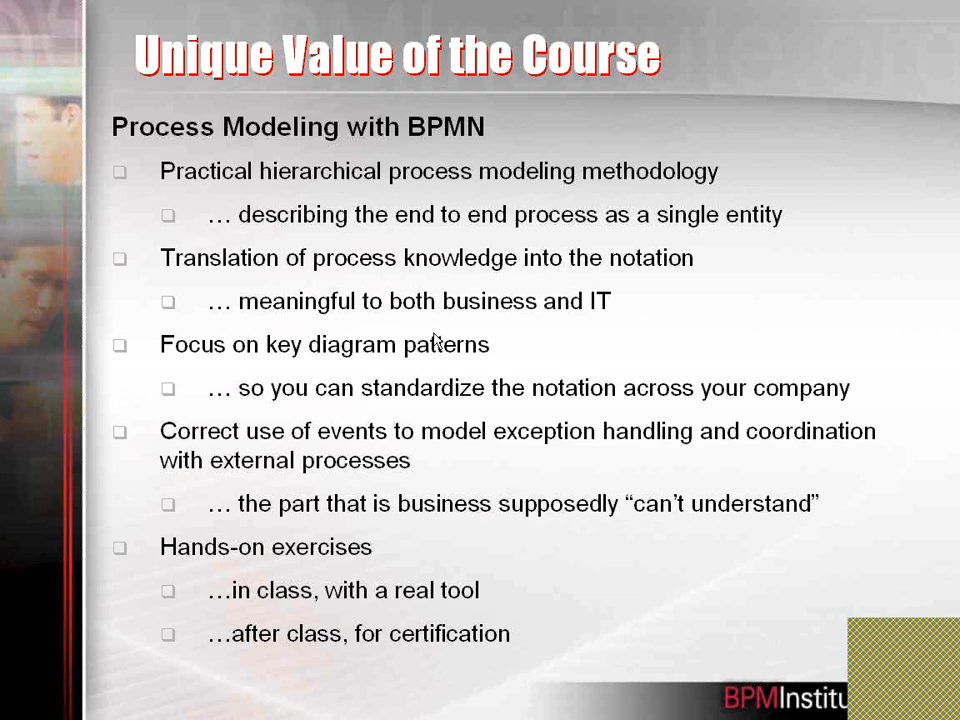 Unique Value of the Course
Process Modeling with BPMN
Practical hierarchical process modeling methodology
… describing the end to end process as a single entity
Translation of process knowledge into the notation
… meaningful to both business and IT
Focus on key diagram patterns
… so you can standardize the notation across your company
Correct use of events to model exception handling and coordination
with external processes
… the part that is business supposedly “can’t understand”
Hands-on exercises
…in class, with a real tool
…after class, for certification